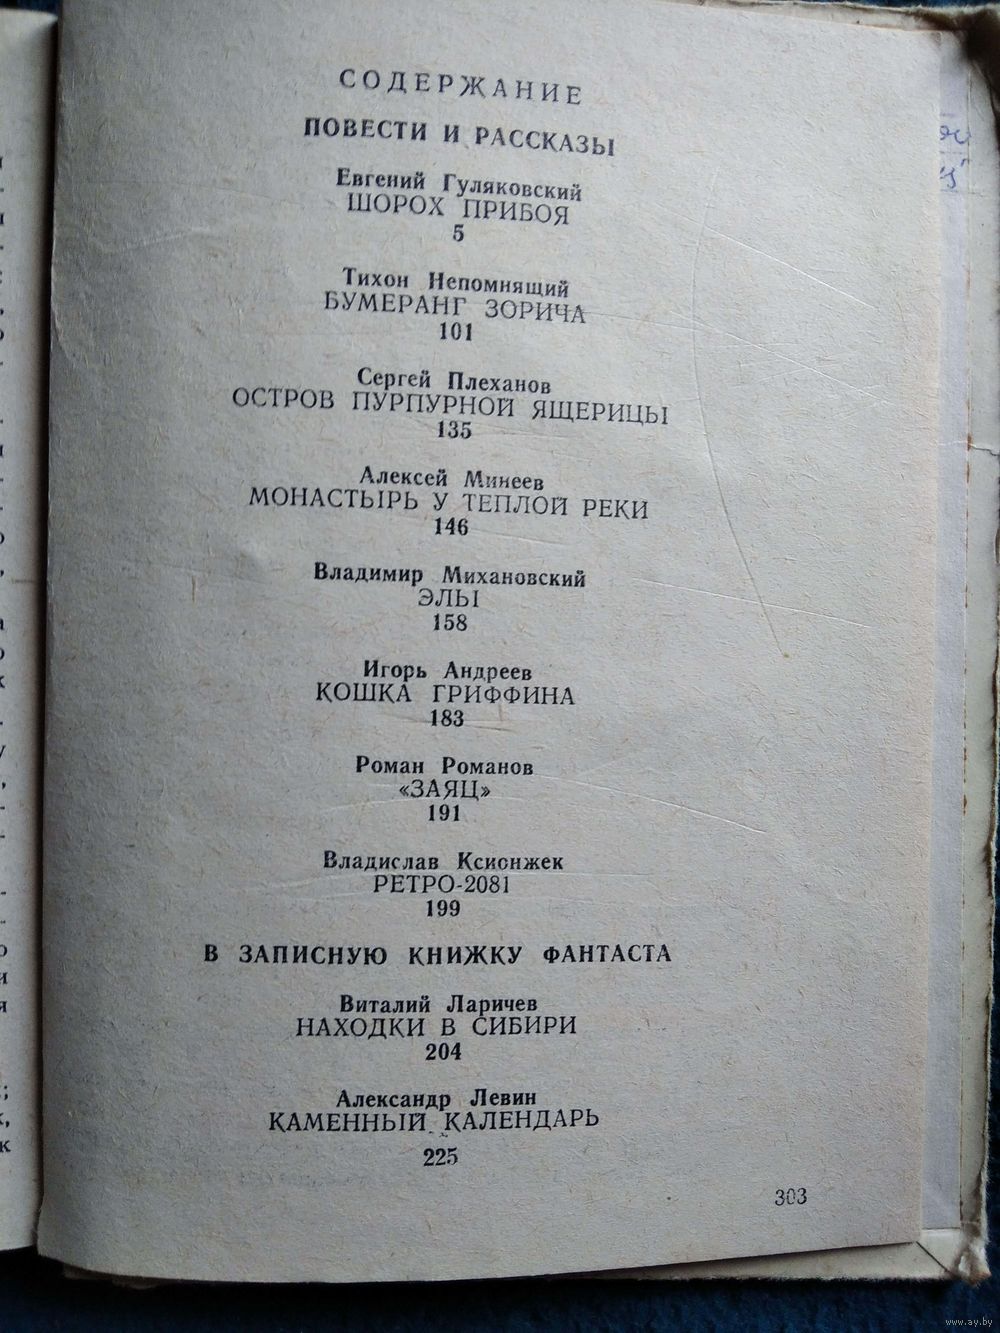 СОДЕРЖАНИЕ
ПОВЕСТИ И РАССКАЗЫ
Евгений Гуляковский
ШОРОХ ПРИБОЯ
5
Тихон Непомнящий
БУМЕРАНГ ЗОРИЧА
101
Сергей Плеханов
ОСТРОВ ПУРПУРНОЙ ЯЩЕРИЦЫ
135
Алексей Минеев
МОНАСТЫРЬ У ТЕПЛОЙ РЕКИ
146
Владимир Михановский
ЭЛЫ
158
Игорь Андреев
КОШКА ГРИФФИНА
183
Роман Романов
«ЗАЯЦ»
191
Владислав Ксионжек
РЕТРО-2081
199
В ЗАПИСНУЮ КНИЖКУ ФАНТАСТА
Виталий Ларичев
НАХОДКИ В СИБИРИ
204
Александр Левин
КАМЕННЫЙ КАЛЕНДАРЬ
225
303
www.ay.by